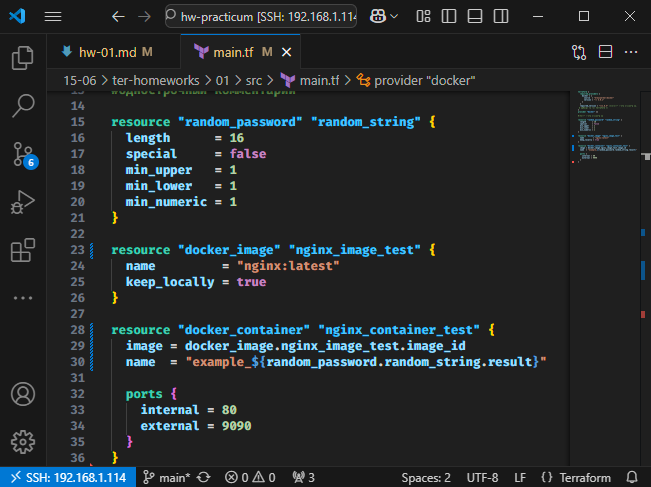 hw-practicum [SSH: 192.168.1.114
hw-01.md M
main.tf M
15-06 > ter-homeworks > 01 > src > main.tf > provider "docker"
13 #однострочный комментарий
14
15 resource "random_password" "random_string" {
16 length = 16
17 special = false
18 min_upper = 1
19 min_lower = 1
20 min_numeric = 1
21 }
22
23 resource "docker_image" "nginx_image_test" {
24 name = "nginx:latest"
25 keep_locally = true
26 }
27
28 resource "docker_container" "nginx_container_test" {
29 image = docker_image.nginx_image_test.image_id
30 name = "example_${random_password.random_string.result}"
31
32 ports {
33 internal = 80
34 external = 9090
35 }
36 }
6
SSH: 192.168.1.114 main* 0 0 3 Spaces: 2 UTF-8 LF {} Terraform